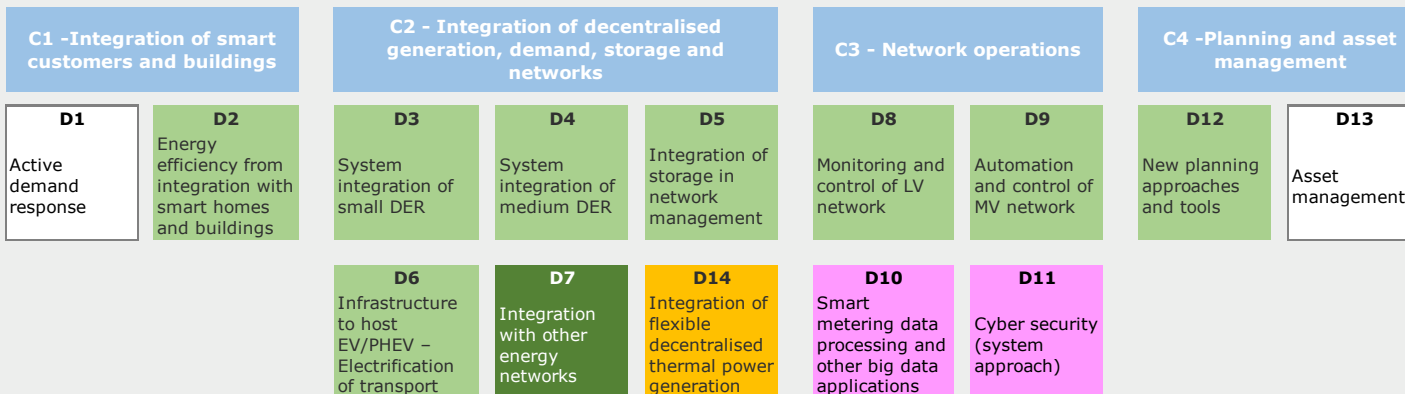 C1 -Integration of smart
customers and buildings
C2 - Integration of decentralised
generation, demand, storage and
networks
C3 - Network operations
C4 -Planning and asset
management
D1
Active
demand
response
D2
Energy
efficiency from
integration with
smart homes
and buildings
D3
System
integration of
small DER
D4
System
integration of
medium DER
D5
Integration of
storage in
network
management
D8
Monitoring and
control of LV
network
D9
Automation
and control of
MV network
D12
New planning
approaches
and tools
D13
Asset
management
D6
Infrastructure
to host
EV/PHEV –
Electrification
of transport
D7
Integration
with other
energy
networks
D14
Integration of
flexible
decentralised
thermal power
generation
D10
Smart
metering data
processing and
other big data
applications
D11
Cyber security
(system
approach)